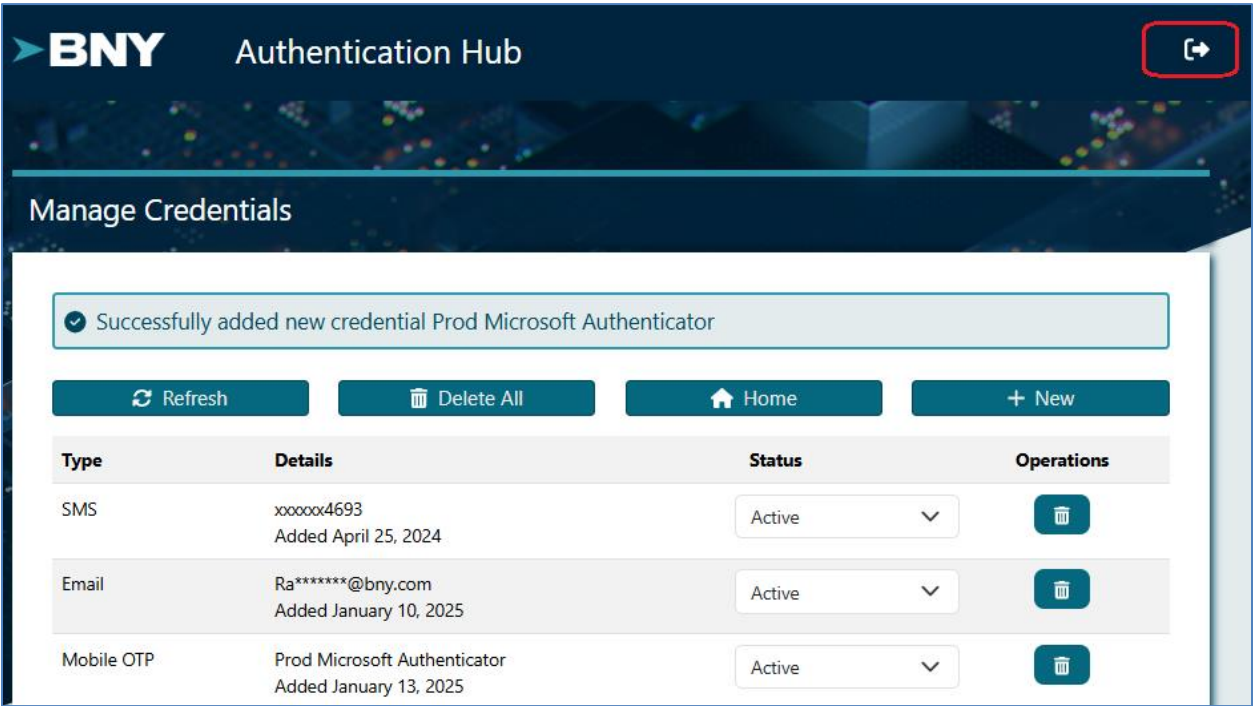 BNY Authentication Hub
Manage Credentials
Successfully added new credential Prod Microsoft Authenticator
Refresh Delete All Home + New
Type Details Status Operations
SMS xxxxxx4693 Active
Added April 25, 2024
Email Ra*******@bny.com Active
Added January 10, 2025
Mobile OTP Prod Microsoft Authenticator Active
Added January 13, 2025